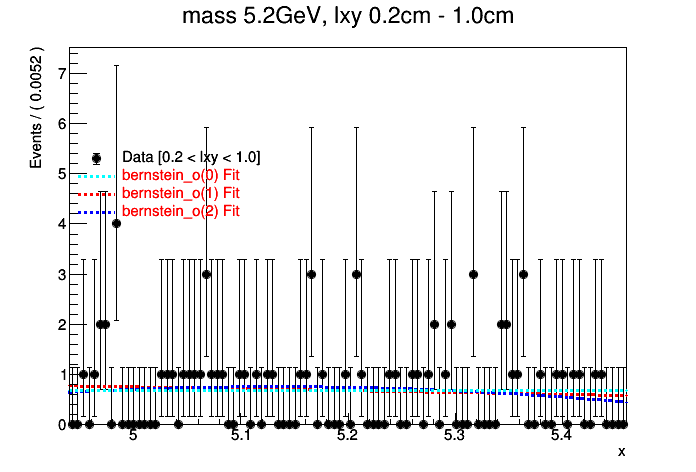 mass 5.2GeV, lxy 0.2cm - 1.0cm
Events / ( 0.0052 )
7
6
5
4
3
2
1
0
Data [0.2 < lxy < 1.0]
bernstein_o(0) Fit
bernstein_o(1) Fit
bernstein_o(2) Fit
5
5.1
5.2
5.3
5.4
x